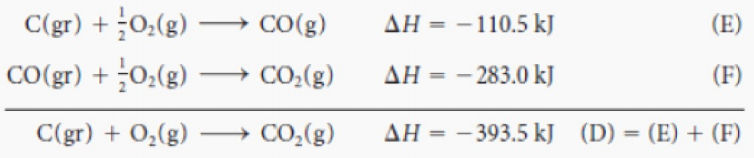 C(gr) + ½O₂(g) ⟶ CO(g) ΔH = −110.5 kJ (E)
CO(gr) + ½O₂(g) ⟶ CO₂(g) ΔH = −283.0 kJ (F)
C(gr) + O₂(g) ⟶ CO₂(g) ΔH = −393.5 kJ (D) = (E) + (F)